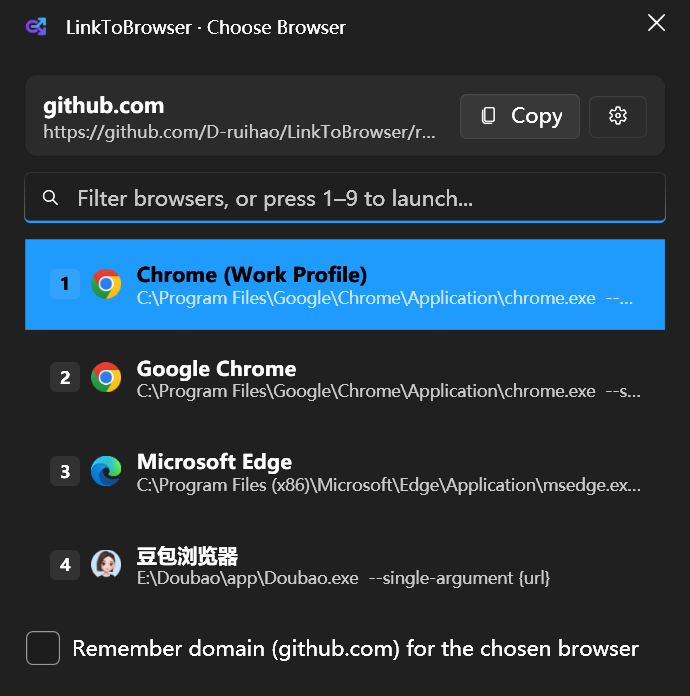 LinkToBrowser · Choose Browser
github.com
https://github.com/D-ruihao/LinkToBrowser/r...
Copy
Filter browsers, or press 1–9 to launch...
1
Chrome (Work Profile)
C:\Program Files\Google\Chrome\Application\chrome.exe --...
2
Google Chrome
C:\Program Files\Google\Chrome\Application\chrome.exe --s...
3
Microsoft Edge
C:\Program Files (x86)\Microsoft\Edge\Application\msedge.ex...
4
豆包浏览器
E:\Doubao\app\Doubao.exe --single-argument {url}
Remember domain (github.com) for the chosen browser